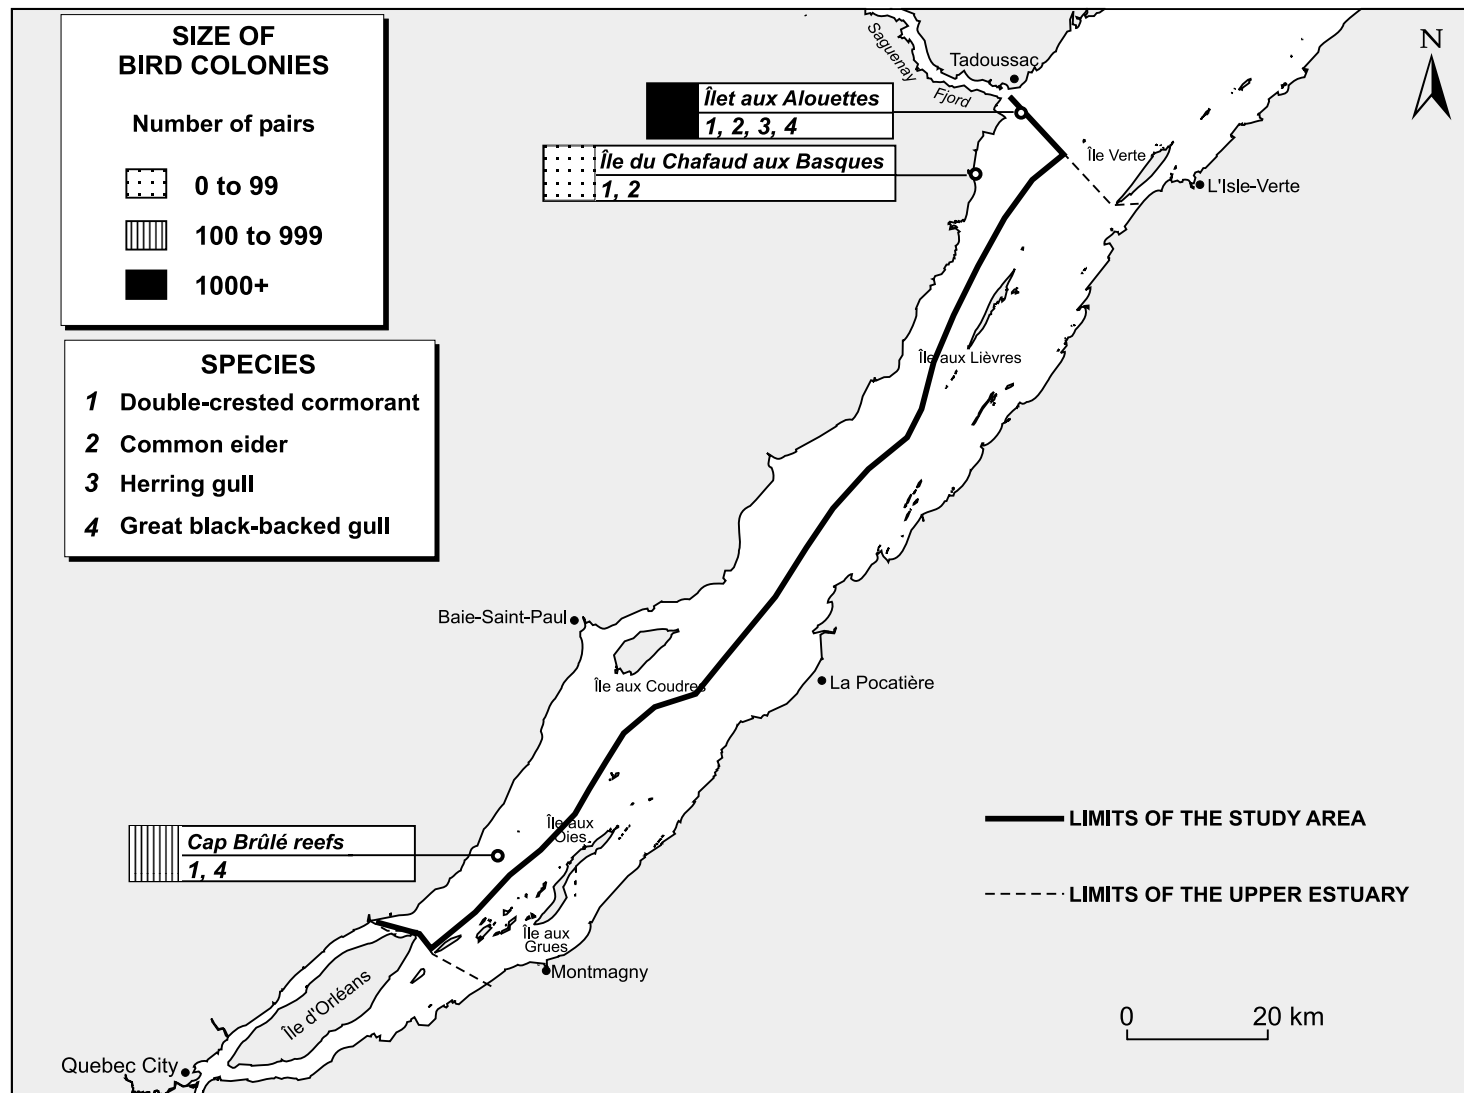 SIZE OF
BIRD COLONIES
Number of pairs
0 to 99
100 to 999
1000+
SPECIES
1 Double-crested cormorant
2 Common eider
3 Herring gull
4 Great black-backed gull
Saguenay
Fjord
Tadoussac
N
Îlet aux Alouettes
1, 2, 3, 4
Île du Chafaud aux Basques
1, 2
Île Verte
L'Isle-Verte
Île aux Lièvres
Baie-Saint-Paul
Île aux Coudres
La Pocatière
Île aux
Oies
Cap Brûlé reefs
1, 4
Île aux
Grues
Montmagny
Île d'Orléans
Quebec City
LIMITS OF THE STUDY AREA
LIMITS OF THE UPPER ESTUARY
0 20 km